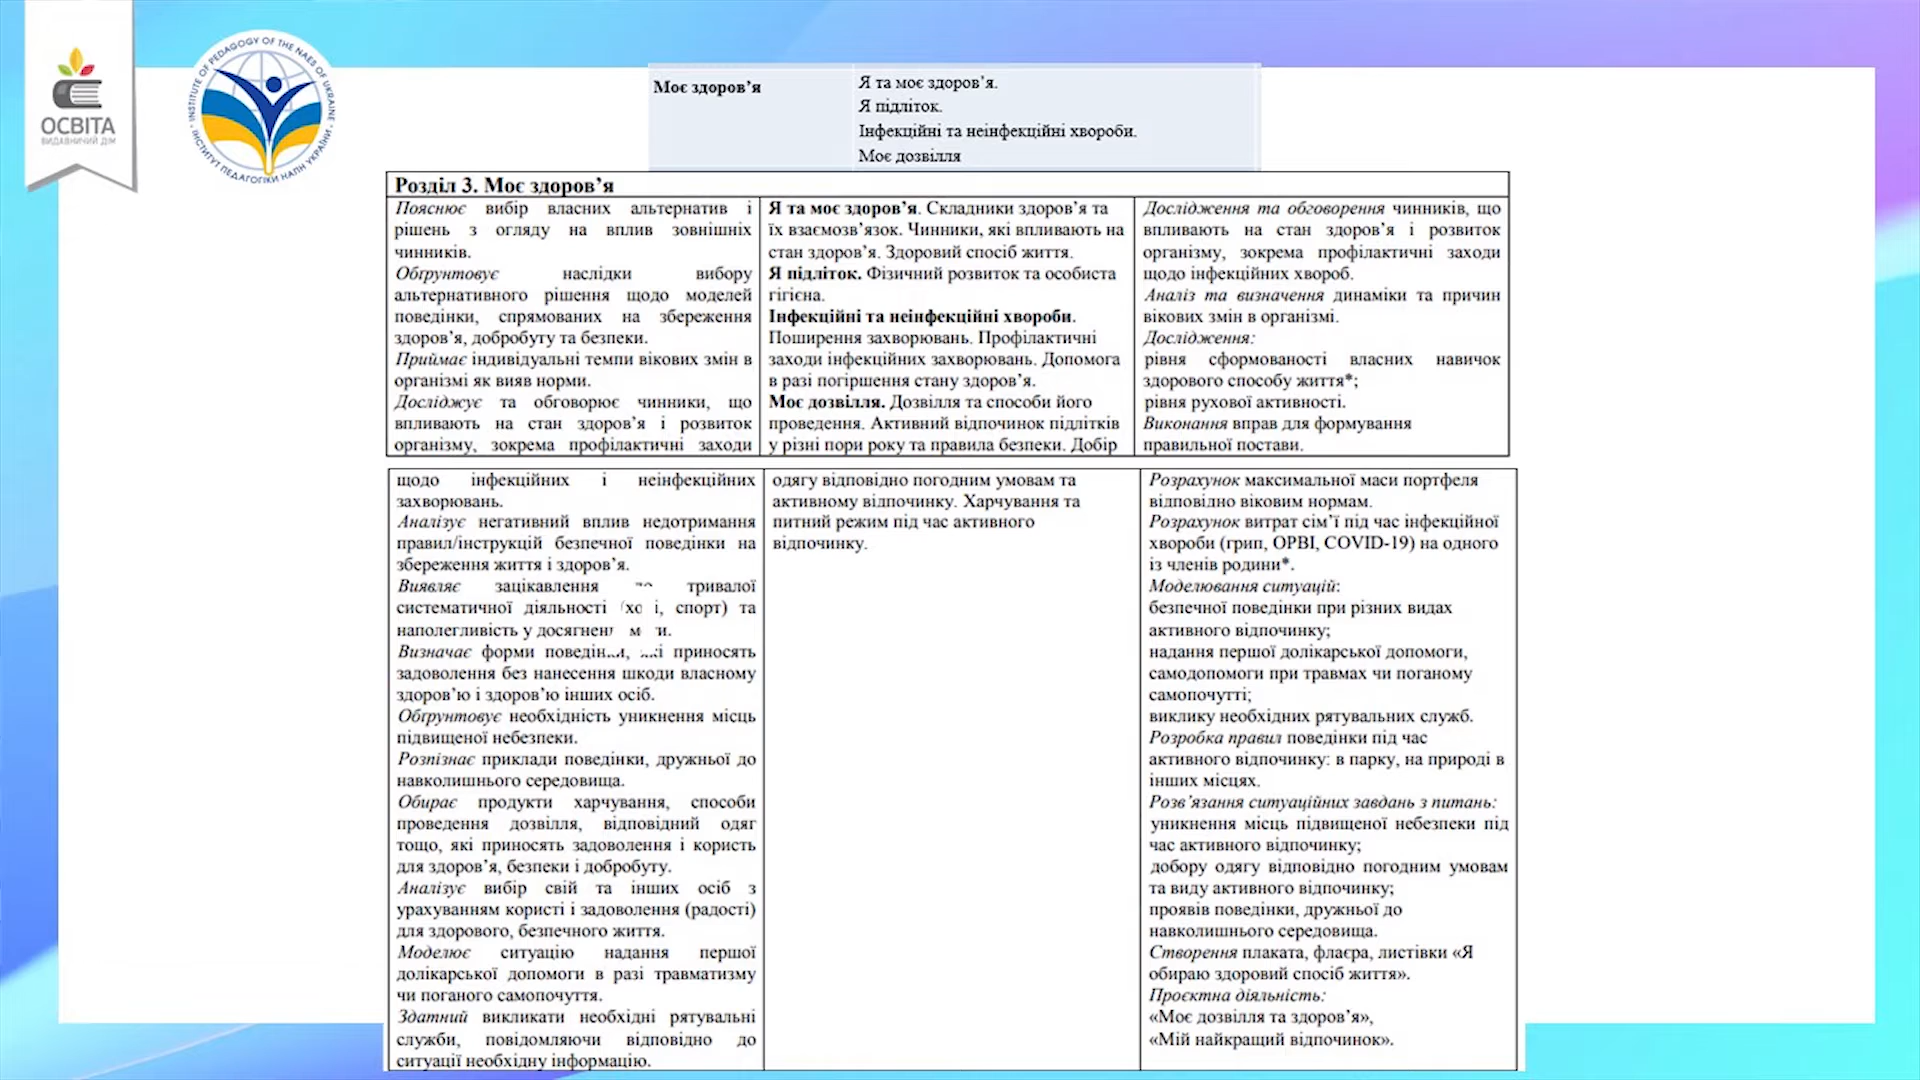 ОСВІТА
ВИДАВНИЧИЙ ДІМ
INSTITUTE OF PEDAGOGY OF THE NAES OF UKRAINE
ІНСТИТУТ ПЕДАГОГІКИ НАПН УКРАЇНИ
Моє здоров’я
Я та моє здоров’я.
Я підліток.
Інфекційні та неінфекційні хвороби.
Моє дозвілля
Розділ 3. Моє здоров’я
Пояснює вибір власних альтернатив і
рішень з огляду на вплив зовнішніх
чинників.
Обґрунтовує наслідки вибору
альтернативного рішення щодо моделей
поведінки, спрямованих на збереження
здоров’я, добробуту та безпеки.
Приймає індивідуальні темпи вікових змін в
організмі як вияв норми.
Досліджує та обговорює чинники, що
впливають на стан здоров’я і розвиток
організму, зокрема профілактичні заходи
щодо інфекційних і неінфекційних
захворювань.
Аналізує негативний вплив недотримання
правил/інструкцій безпечної поведінки на
збереження життя і здоров’я.
Виявляє зацікавлення тривалої
систематичної діяльності спорт) та
наполегливість у
Визначає форми приносять
задоволення без нанесення шкоди власному
здоров’ю і здоров’ю інших осіб.
Обґрунтовує необхідність уникнення місць
підвищеної небезпеки.
Розпізнає приклади поведінки, дружньої до
навколишнього середовища.
Обирає продукти харчування, способи
проведення дозвілля, відповідний одяг
тощо, які приносять задоволення і користь
для здоров’я, безпеки і добробуту.
Аналізує вибір свій та інших осіб з
урахуванням користі і задоволення (радості)
для здорового, безпечного життя.
Моделює ситуацію надання першої
долікарської допомоги в разі травматизму
чи поганого самопочуття.
Здатний викликати необхідні рятувальні
служби, повідомляючи відповідно до
ситуації необхідну інформацію.
Я та моє здоров’я. Складники здоров’я та
їх взаємозв’язок. Чинники, які впливають на
стан здоров’я. Здоровий спосіб життя.
Я підліток. Фізичний розвиток та особиста
гігієна.
Інфекційні та неінфекційні хвороби.
Поширення захворювань. Профілактичні
заходи інфекційних захворювань. Допомога
в разі погіршення стану здоров’я.
Моє дозвілля. Дозвілля та способи його
проведення. Активний відпочинок підлітків
у різні пори року та правила безпеки. Добір
одягу відповідно погодним умовам та
активному відпочинку. Харчування та
питний режим під час активного
відпочинку.
Дослідження та обговорення чинників, що
впливають на стан здоров’я і розвиток
організму, зокрема профілактичні заходи
щодо інфекційних хвороб.
Аналіз та визначення динаміки та причин
вікових змін в організмі.
Дослідження:
рівня сформованості власних навичок
здорового способу життя*;
рівня рухової активності.
Виконання вправ для формування
правильної постави.
Розрахунок максимальної маси портфеля
відповідно віковим нормам.
Розрахунок витрат сім’ї під час інфекційної
хвороби (грип, ОРВІ, COVID-19) на одного
із членів родини*.
Моделювання ситуацій:
безпечної поведінки при різних видах
активного відпочинку;
надання першої долікарської допомоги,
самодопомоги при травмах чи поганому
самопочутті;
виклику необхідних рятувальних служб.
Розробка правил поведінки під час
активного відпочинку: в парку, на природі в
інших місцях.
Розв’язання ситуаційних завдань з питань:
уникнення місць підвищеної небезпеки під
час активного відпочинку;
добору одягу відповідно погодним умовам
та виду активного відпочинку;
проявів поведінки, дружньої до
навколишнього середовища.
Створення плаката, флаєра, листівки «Я
обираю здоровий спосіб життя».
Проєктна діяльність:
«Моє дозвілля та здоров’я»,
«Мій найкращий відпочинок».